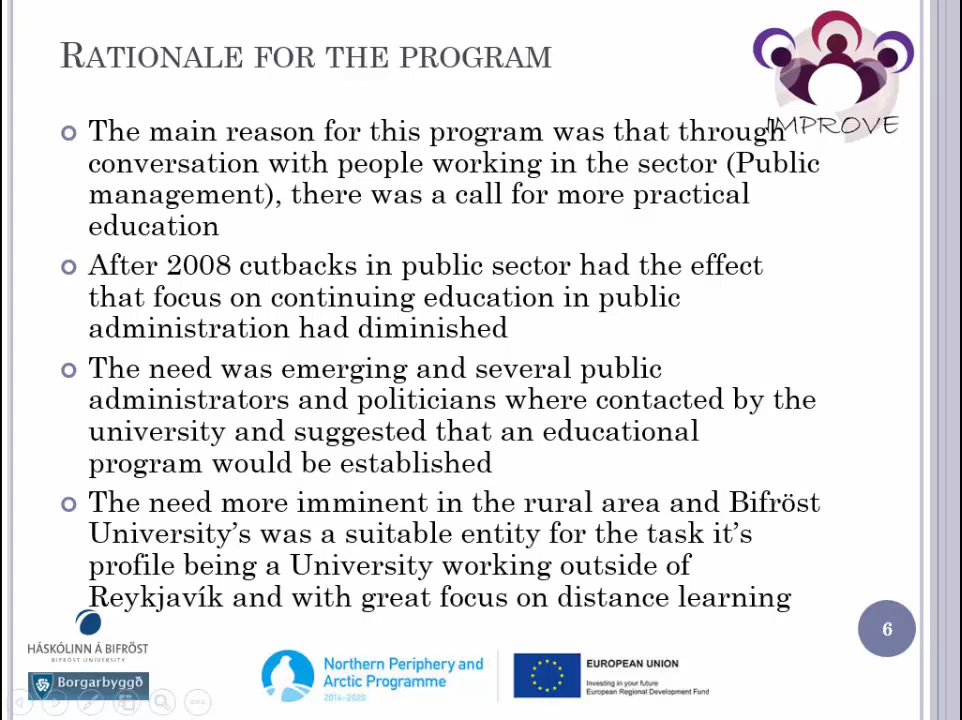 RATIONALE FOR THE PROGRAM
IMPROVE
The main reason for this program was that through
conversation with people working in the sector (Public
management), there was a call for more practical
education
After 2008 cutbacks in public sector had the effect
that focus on continuing education in public
administration had diminished
The need was emerging and several public
administrators and politicians where contacted by the
university and suggested that an educational
program would be established
The need more imminent in the rural area and Bifröst
University's was a suitable entity for the task it's
profile being a University working outside of
Reykjavík and with great focus on distance learning
6
HÁSKÓLINN Á BIFRÖST
BIFRÖST UNIVERSITY
Borgarbyggð
Northern Periphery and
Arctic Programme
2014–2020
EUROPEAN UNION
Investing in your future
European Regional Development Fund